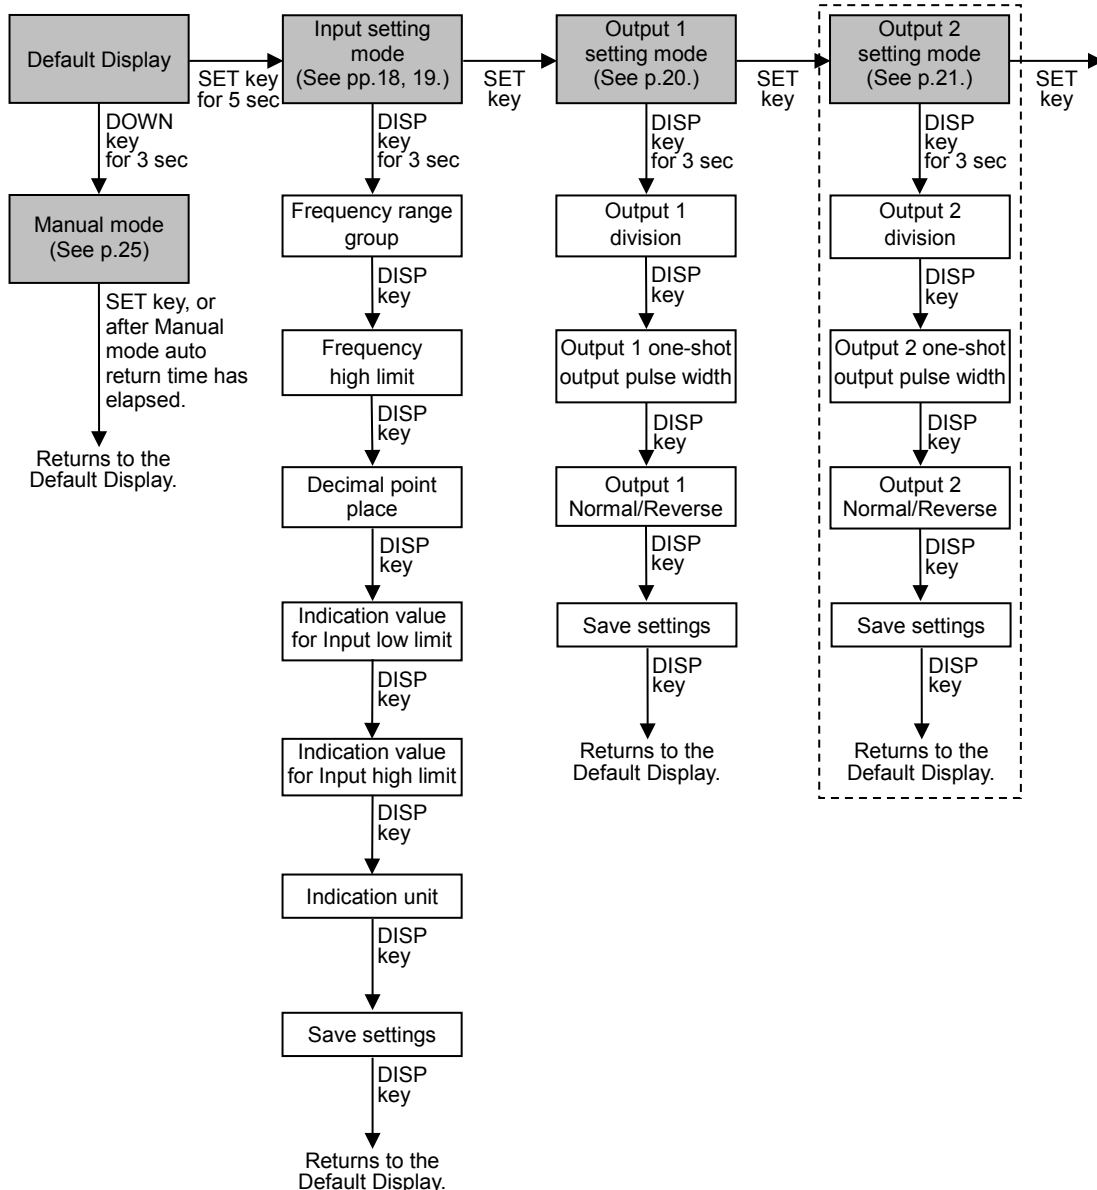 Default Display
SET key
for 5 sec
Input setting
mode
(See pp.18, 19.)
SET
key
Output 1
setting mode
(See p.20.)
SET
key
Output 2
setting mode
(See p.21.)
SET
key
DOWN
key
for 3 sec
Manual mode
(See p.25)
SET key, or
after Manual
mode auto
return time has
elapsed.
Returns to the
Default Display.
DISP
key
for 3 sec
Frequency range
group
DISP
key
Frequency
high limit
DISP
key
Decimal point
place
DISP
key
Indication value
for Input low limit
DISP
key
Indication value
for Input high limit
DISP
key
Indication unit
DISP
key
Save settings
DISP
key
Returns to the
Default Display.
DISP
key
for 3 sec
Output 1
division
DISP
key
Output 1 one-shot
output pulse width
DISP
key
Output 1
Normal/Reverse
DISP
key
Save settings
DISP
key
Returns to the
Default Display.
DISP
key
for 3 sec
Output 2
division
DISP
key
Output 2 one-shot
output pulse width
DISP
key
Output 2
Normal/Reverse
DISP
key
Save settings
DISP
key
Returns to the
Default Display.